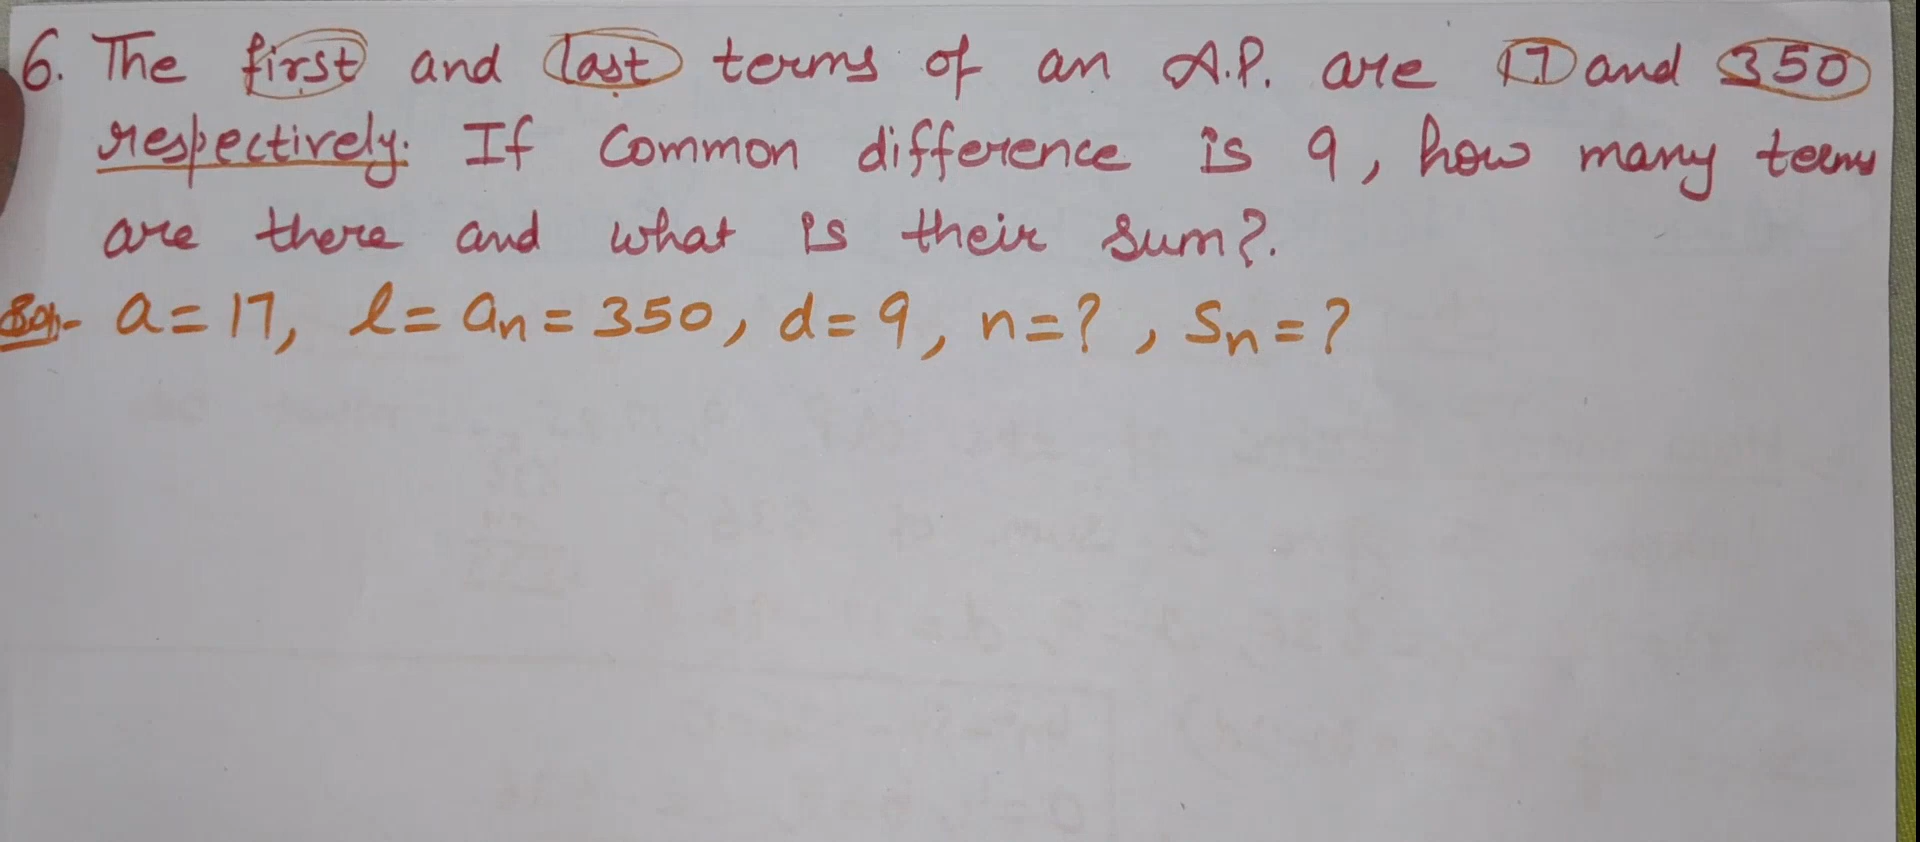 6. The first and last terms of an A.P. are 17 and 350
respectively. If Common difference is 9, how many terms
are there and what is their sum?.
Sol:- a=17, l=an=350, d=9, n=?, Sn=?